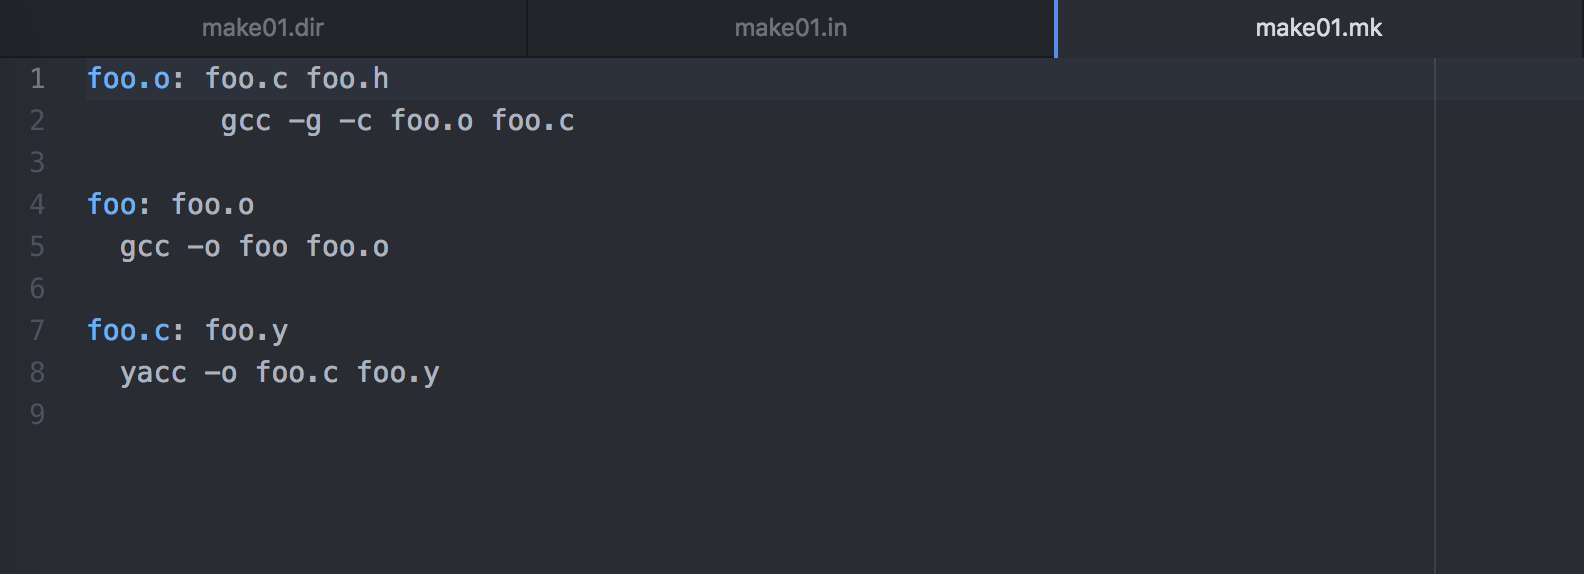 make01.dir make01.in make01.mk
1 foo.o: foo.c foo.h
2 gcc -g -c foo.o foo.c
3
4 foo: foo.o
5 gcc -o foo foo.o
6
7 foo.c: foo.y
8 yacc -o foo.c foo.y
9